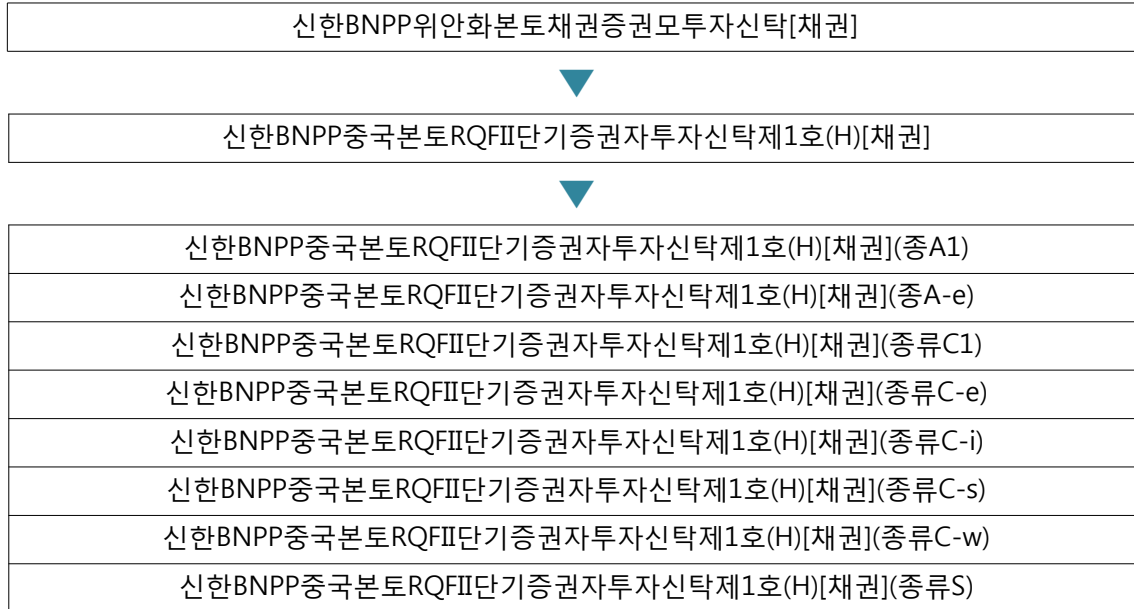 신한BNPP위안화본토채권증권모투자신탁[채권]
신한BNPP중국본토RQFII단기증권자투자신탁제1호(H)[채권]
신한BNPP중국본토RQFII단기증권자투자신탁제1호(H)[채권](종A1)
신한BNPP중국본토RQFII단기증권자투자신탁제1호(H)[채권](종A-e)
신한BNPP중국본토RQFII단기증권자투자신탁제1호(H)[채권](종류C1)
신한BNPP중국본토RQFII단기증권자투자신탁제1호(H)[채권](종류C-e)
신한BNPP중국본토RQFII단기증권자투자신탁제1호(H)[채권](종류C-i)
신한BNPP중국본토RQFII단기증권자투자신탁제1호(H)[채권](종류C-s)
신한BNPP중국본토RQFII단기증권자투자신탁제1호(H)[채권](종류C-w)
신한BNPP중국본토RQFII단기증권자투자신탁제1호(H)[채권](종류S)